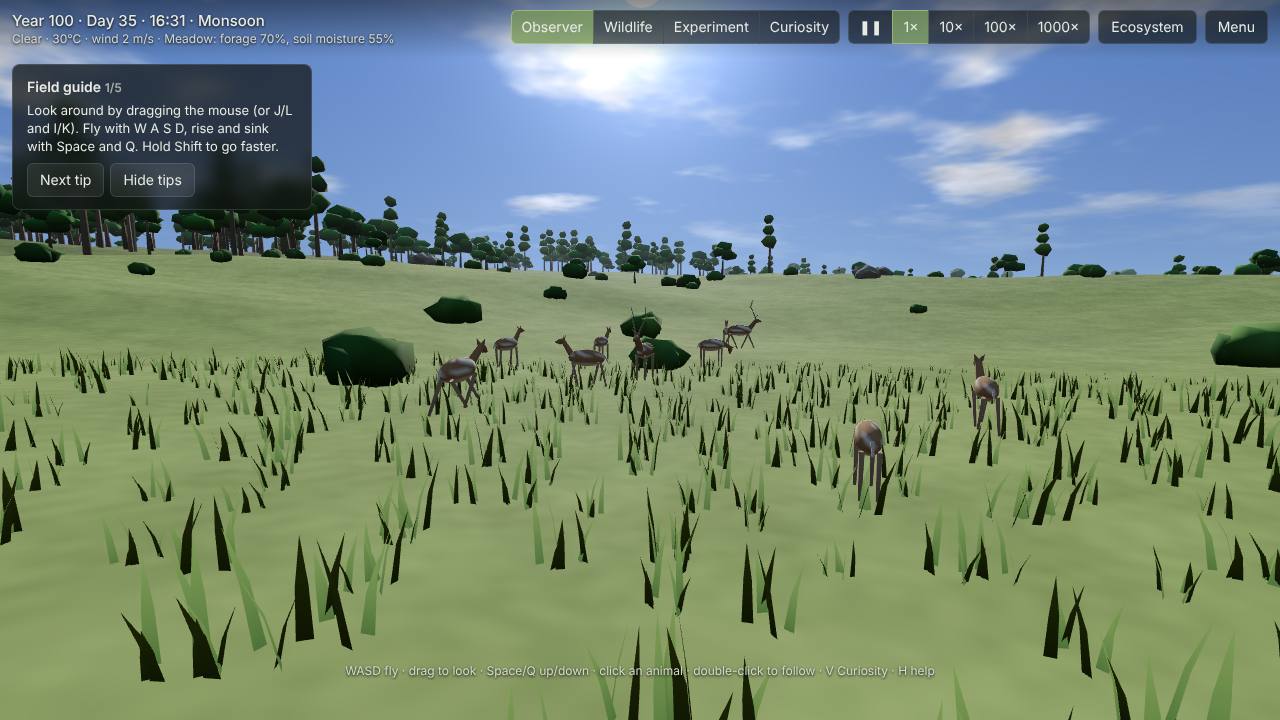 Year 100 · Day 35 · 16:31 · Monsoon
Clear · 30°C · wind 2 m/s · Meadow: forage 70%, soil moisture 55%
Observer
Wildlife
Experiment
Curiosity
1×
10×
100×
1000×
Ecosystem
Menu
Field guide 1/5
Look around by dragging the mouse (or J/L
and I/K). Fly with W A S D, rise and sink
with Space and Q. Hold Shift to go faster.
Next tip
Hide tips
WASD fly · drag to look · Space/Q up/down · click an animal · double-click to follow · V Curiosity · H help